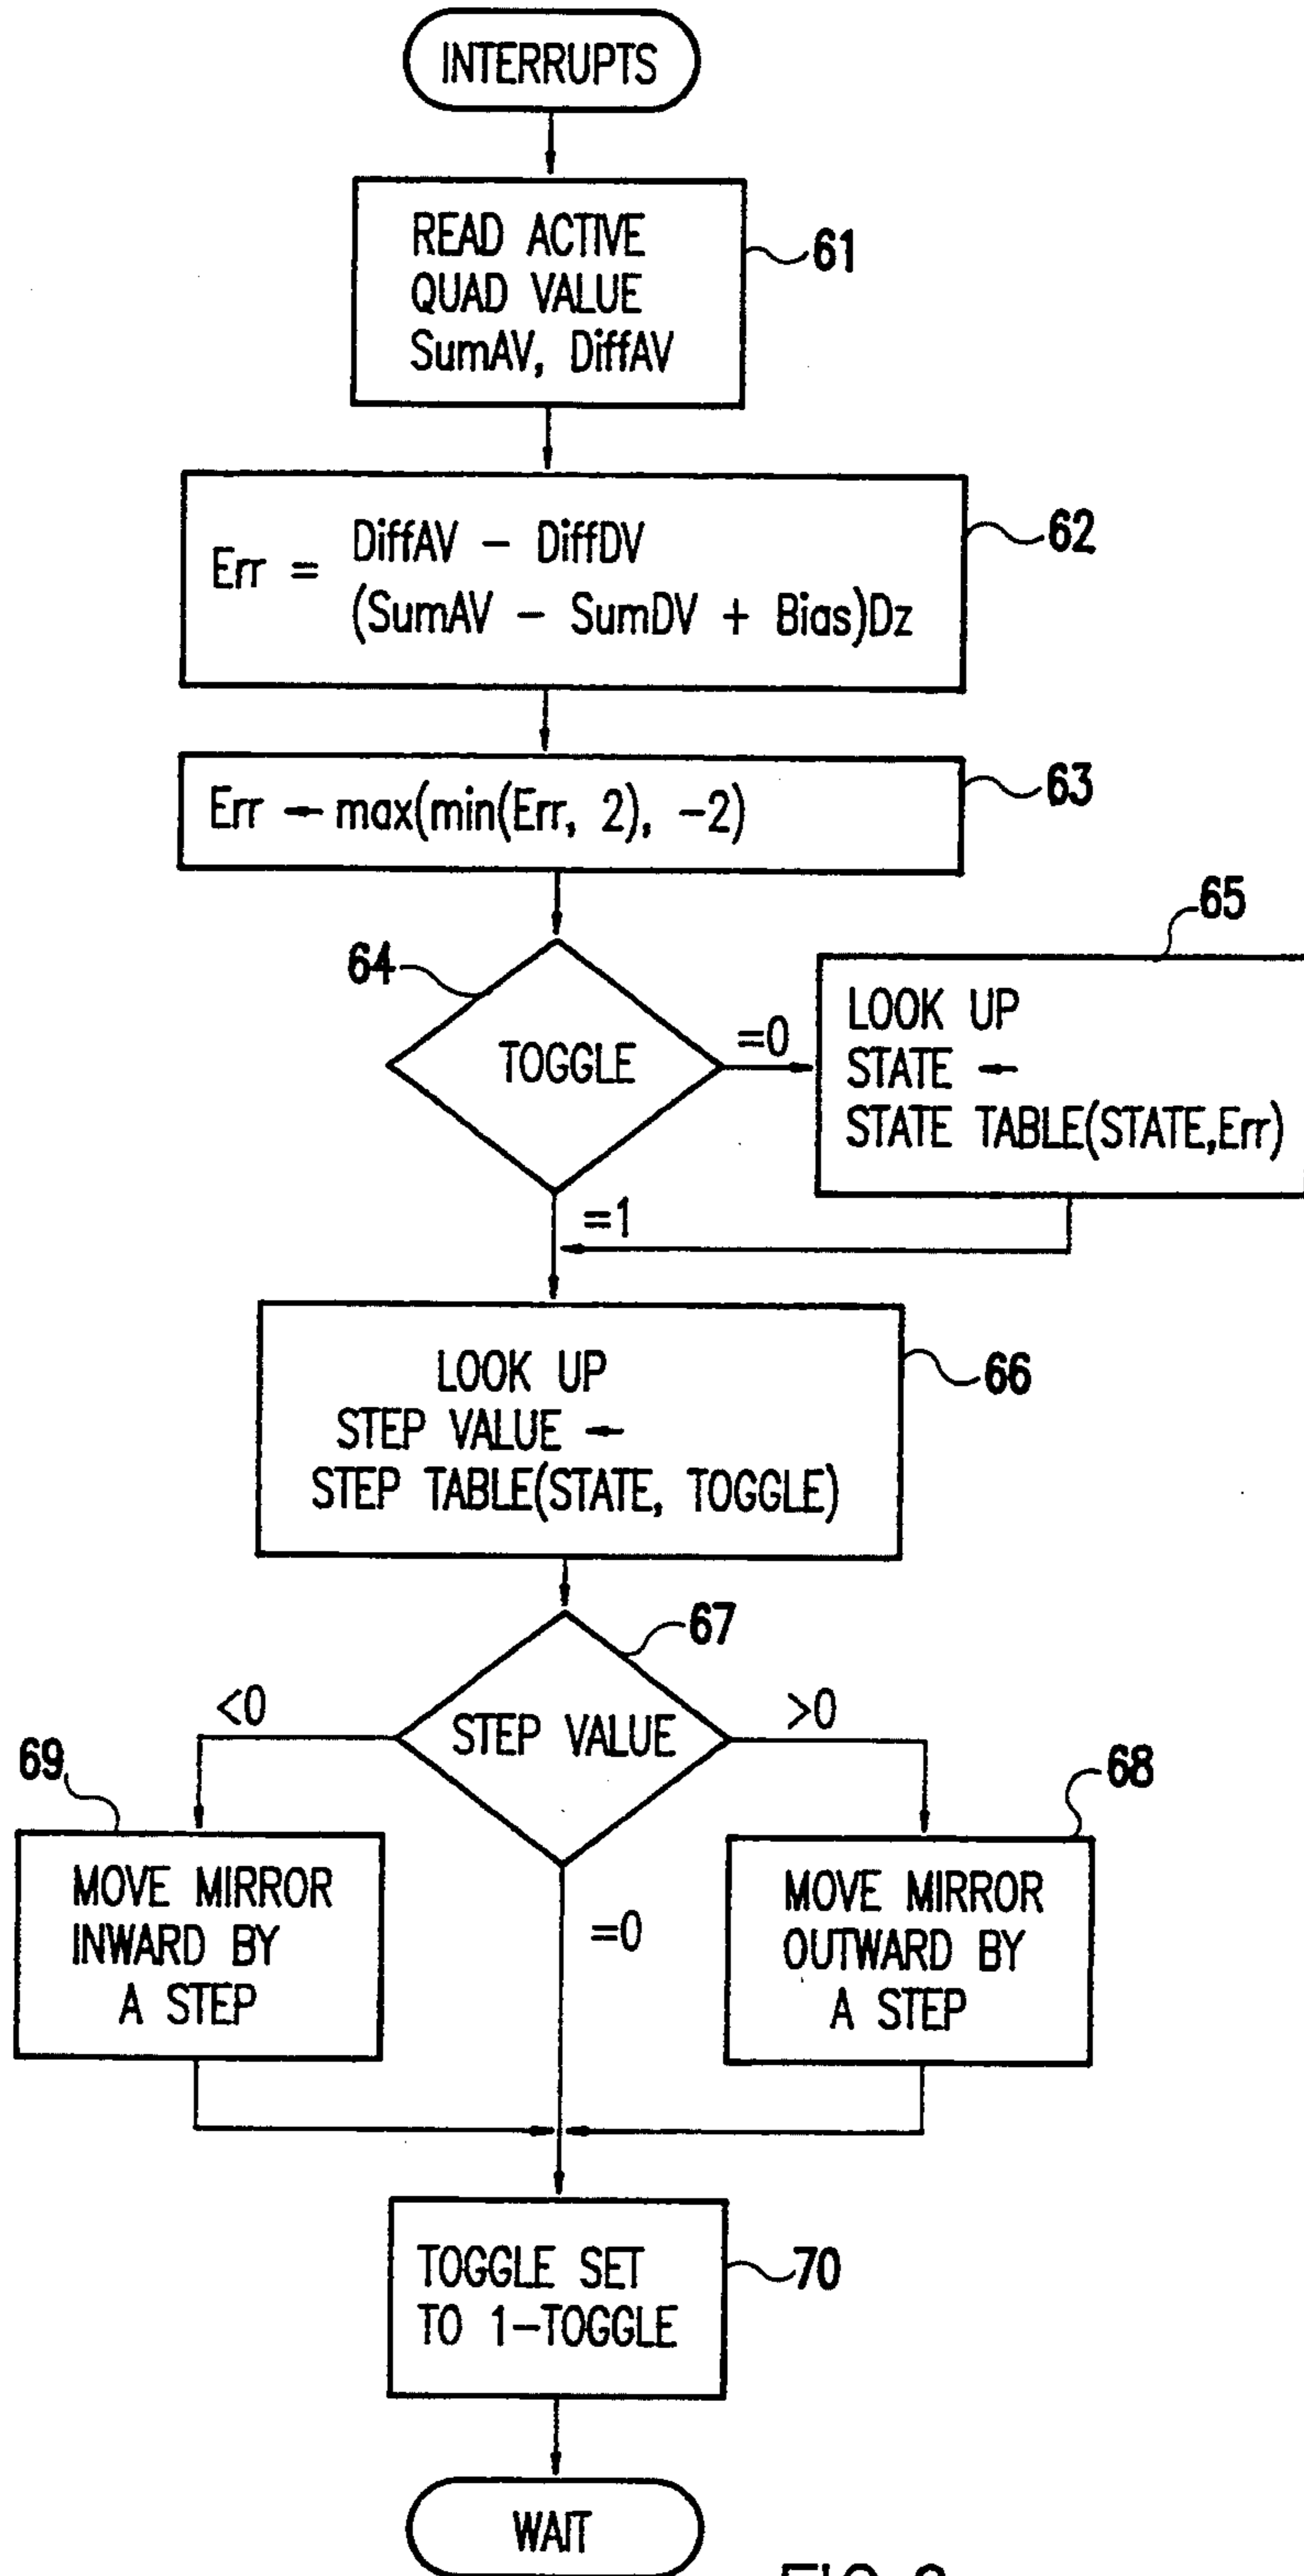 INTERRUPTS
READ ACTIVE
QUAD VALUE
SumAV, DiffAV
61
Err =
DiffAV - DiffDV
(SumAV - SumDV + Bias)Dz
62
Err ← max(min(Err, 2), -2)
63
64
TOGGLE
=0
65
LOOK UP
STATE ←
STATE TABLE(STATE,Err)
=1
LOOK UP
STEP VALUE ←
STEP TABLE(STATE, TOGGLE)
66
67
<0
STEP VALUE
>0
69
68
MOVE MIRROR
INWARD BY
A STEP
=0
MOVE MIRROR
OUTWARD BY
A STEP
TOGGLE SET
TO 1-TOGGLE
70
WAIT